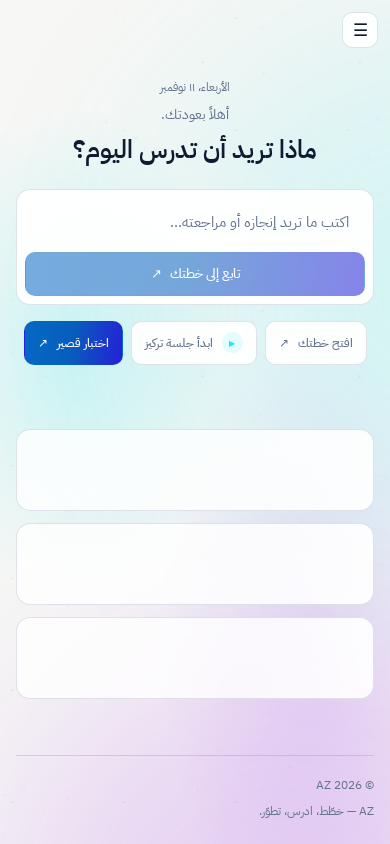 ☰
الأربعاء، ١١ نوفمبر
أهلاً بعودتك.
ماذا تريد أن تدرس اليوم؟
اكتب ما تريد إنجازه أو مراجعته...
تابع إلى خطتك ↗
افتح خطتك ↗
ابدأ جلسة تركيز
اختبار قصير ↗
© 2026 AZ
AZ — خطّط، ادرس، تطوّر.